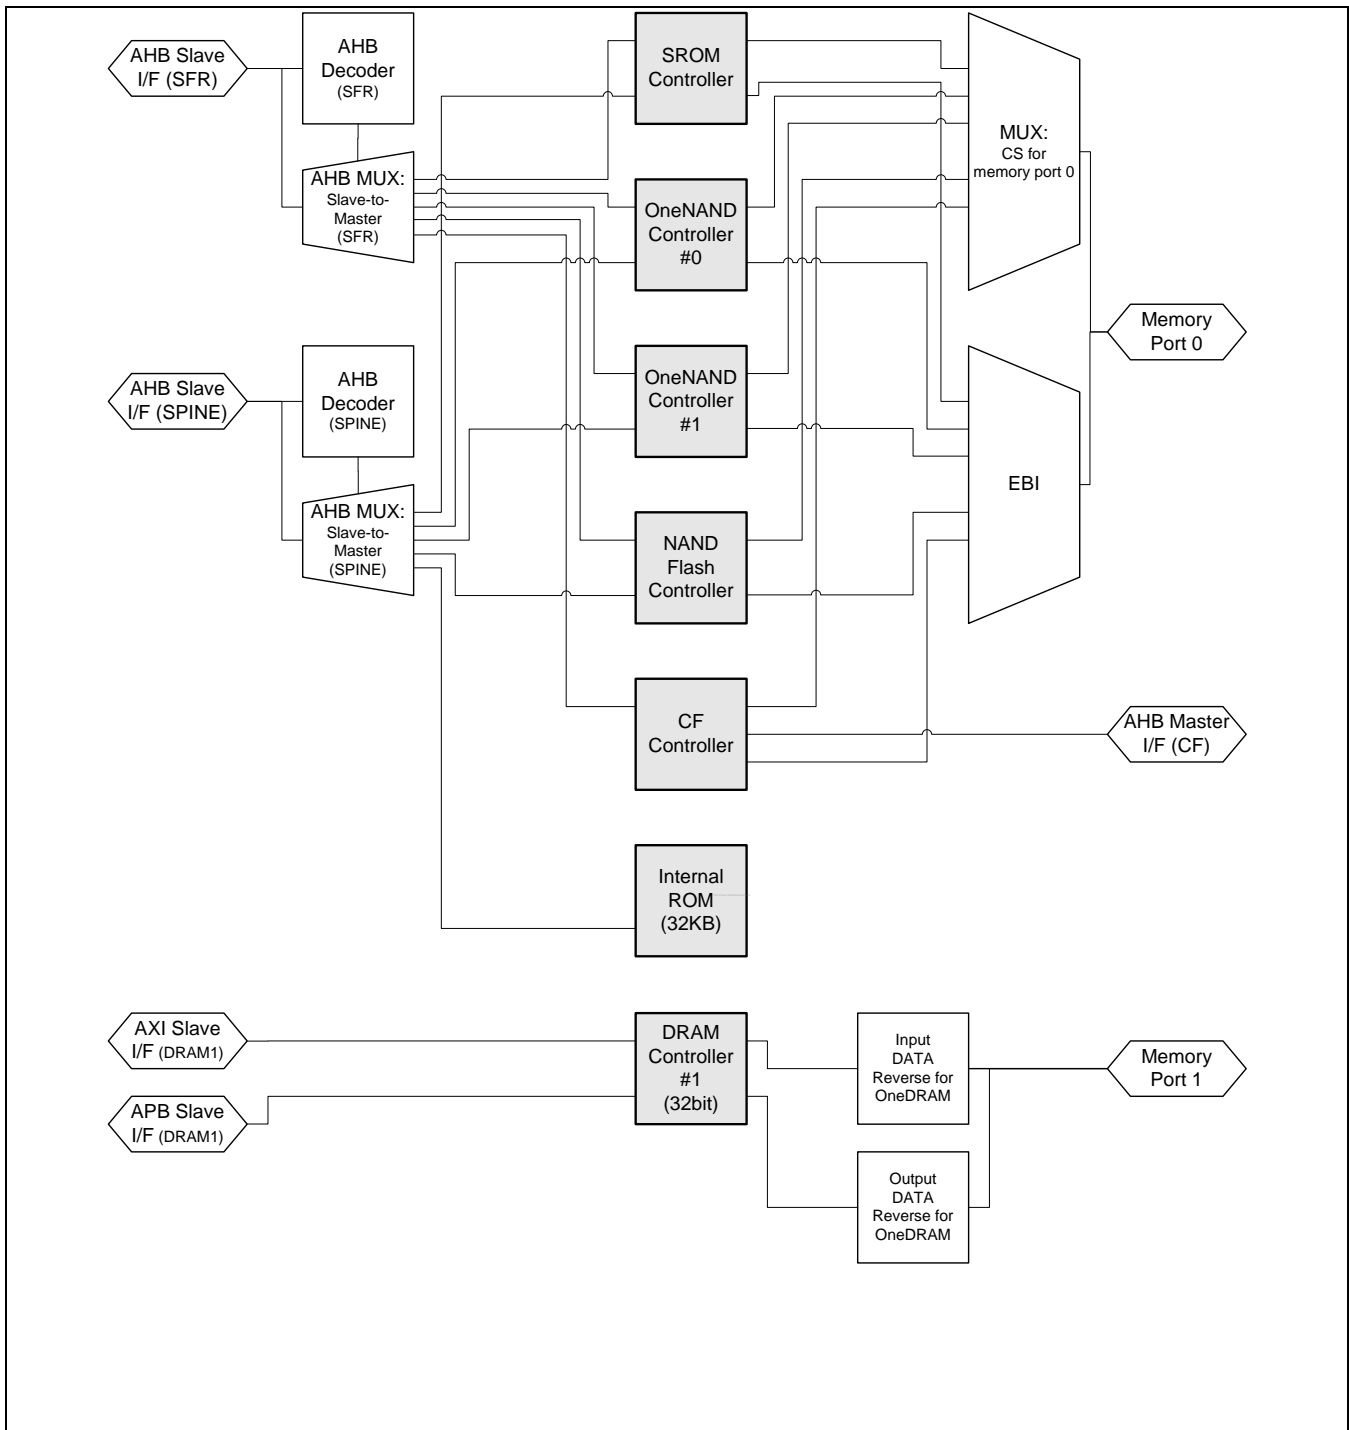 AHB Slave
I/F (SFR)
AHB
Decoder
(SFR)
AHB MUX:
Slave-to-
Master
(SFR)
SROM
Controller
MUX:
CS for
memory port 0
OneNAND
Controller
#0
Memory
Port 0
AHB Slave
I/F (SPINE)
AHB
Decoder
(SPINE)
AHB MUX:
Slave-to-
Master
(SPINE)
OneNAND
Controller
#1
EBI
NAND
Flash
Controller
CF
Controller
AHB Master
I/F (CF)
Internal
ROM
(32KB)
AXI Slave
I/F (DRAM1)
APB Slave
I/F (DRAM1)
DRAM
Controller
#1
(32bit)
Input
DATA
Reverse for
OneDRAM
Memory
Port 1
Output
DATA
Reverse for
OneDRAM